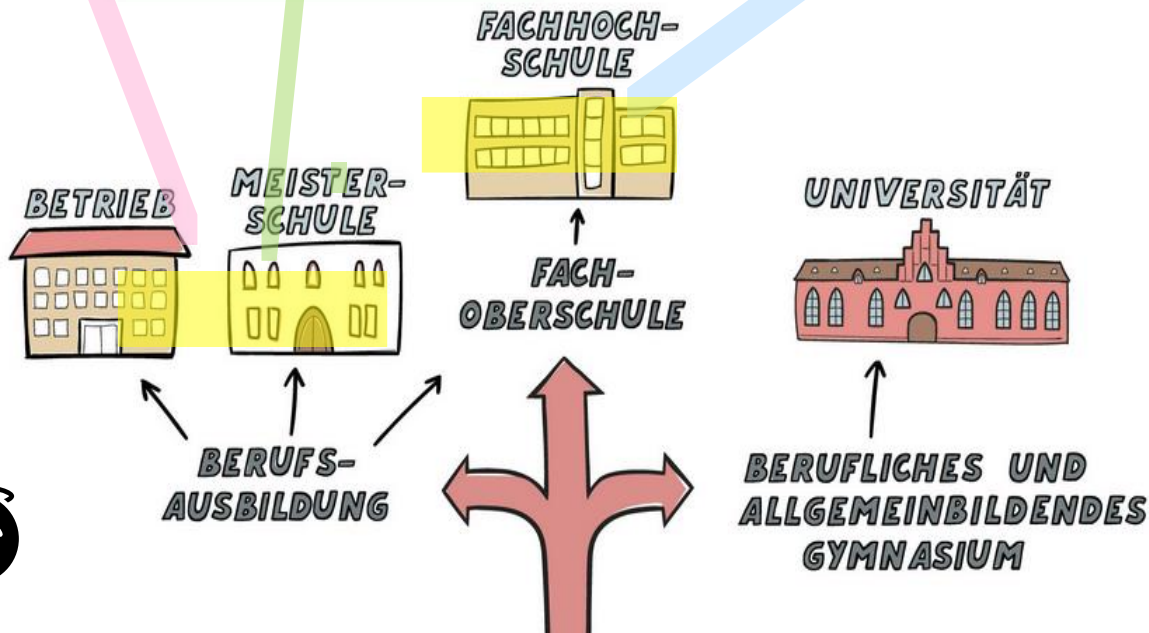 FACHHOCH-
SCHULE
BETRIEB
MEISTER-
SCHULE
UNIVERSITÄT
FACH-
OBERSCHULE
BERUFS-
AUSBILDUNG
BERUFLICHES UND
ALLGEMEINBILDENDES
GYMNASIUM